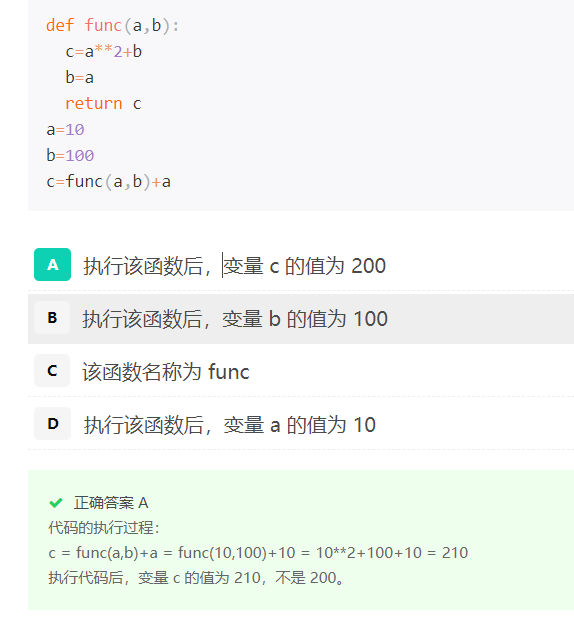 def func(a,b):
  c=a**2+b
  b=a
  return c
a=10
b=100
c=func(a,b)+a
A 执行该函数后，变量 c 的值为 200
B 执行该函数后，变量 b 的值为 100
C 该函数名称为 func
D 执行该函数后，变量 a 的值为 10
✔ 正确答案 A
代码的执行过程：
c = func(a,b)+a = func(10,100)+10 = 10**2+100+10 = 210
执行代码后，变量 c 的值为 210，不是 200。